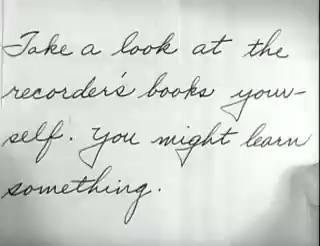 Take a look at the
recorder's books your-
self. You might learn
something.